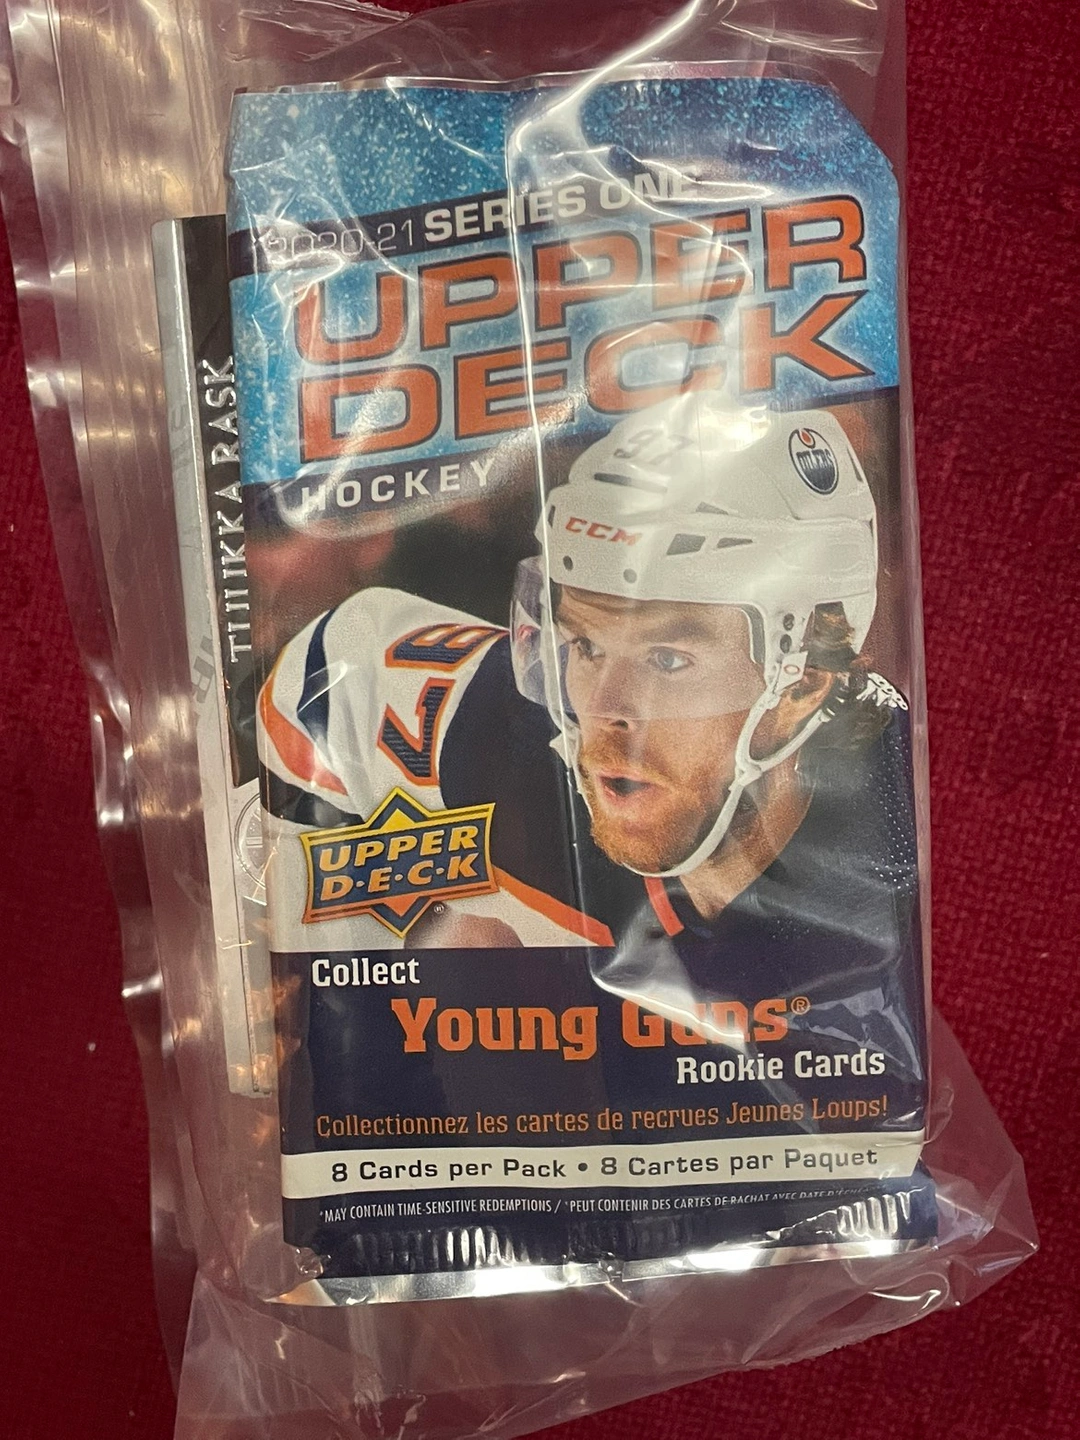 2020-21 SERIES ONE
UPPER
DECK
HOCKEY
97
OILERS
CCM
97
TUUKKA RASK
UPPER
D·E·C·K
®
Collect
Young Guns®
Rookie Cards
Collectionnez les cartes de recrues Jeunes Loups!
8 Cards per Pack • 8 Cartes par Paquet
*MAY CONTAIN TIME-SENSITIVE REDEMPTIONS / *PEUT CONTENIR DES CARTES DE RACHAT AVEC DATE